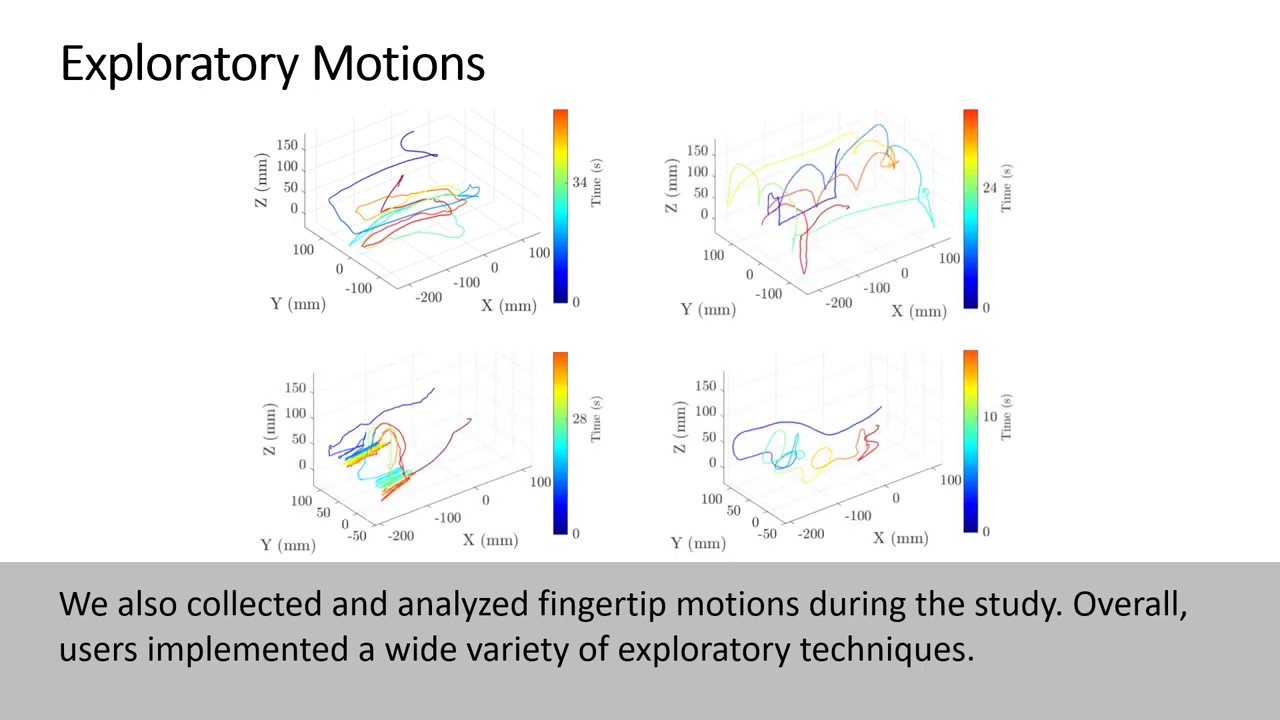 Exploratory Motions
150
100
50
0
Z (mm)
100
0
-100
Y (mm)
-200
-100
0
100
X (mm)
34
0
Time (s)
150
100
50
0
Z (mm)
100
0
-100
Y (mm)
-200
-100
0
100
X (mm)
24
0
Time (s)
150
100
50
0
Z (mm)
100
50
0
-50
Y (mm)
-200
-100
0
100
X (mm)
28
0
Time (s)
150
100
50
0
Z (mm)
100
50
0
-50
Y (mm)
-200
-100
0
100
X (mm)
10
0
Time (s)
We also collected and analyzed fingertip motions during the study. Overall,
users implemented a wide variety of exploratory techniques.